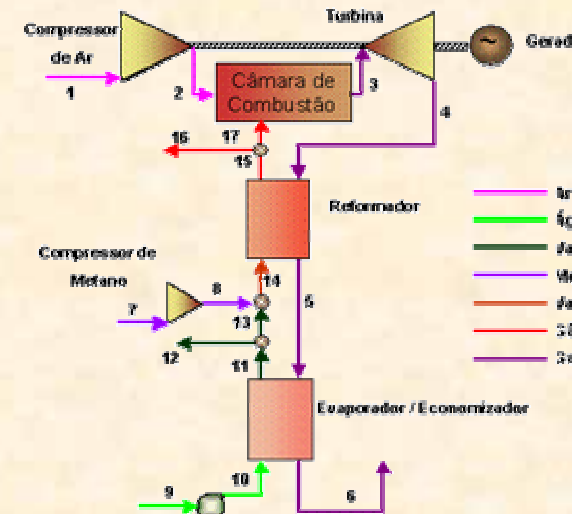 Compressor
de Ar
Turbina
~
1
2
Câmara de
Combustão
3
4
16
17
15
Reformador
Compressor de
Metano
7
8
14
13
5
12
11
Evaporador / Economizador
9
10
6